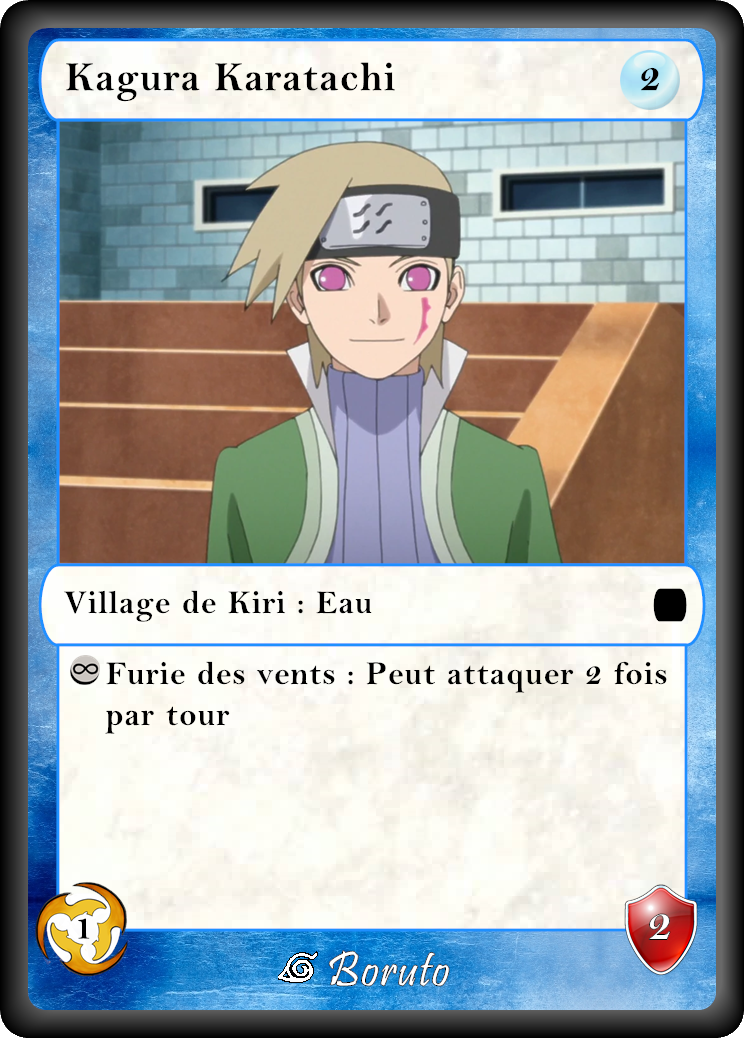 Kagura Karatachi
2
Village de Kiri : Eau
Furie des vents : Peut attaquer 2 fois
par tour
1
2
Boruto